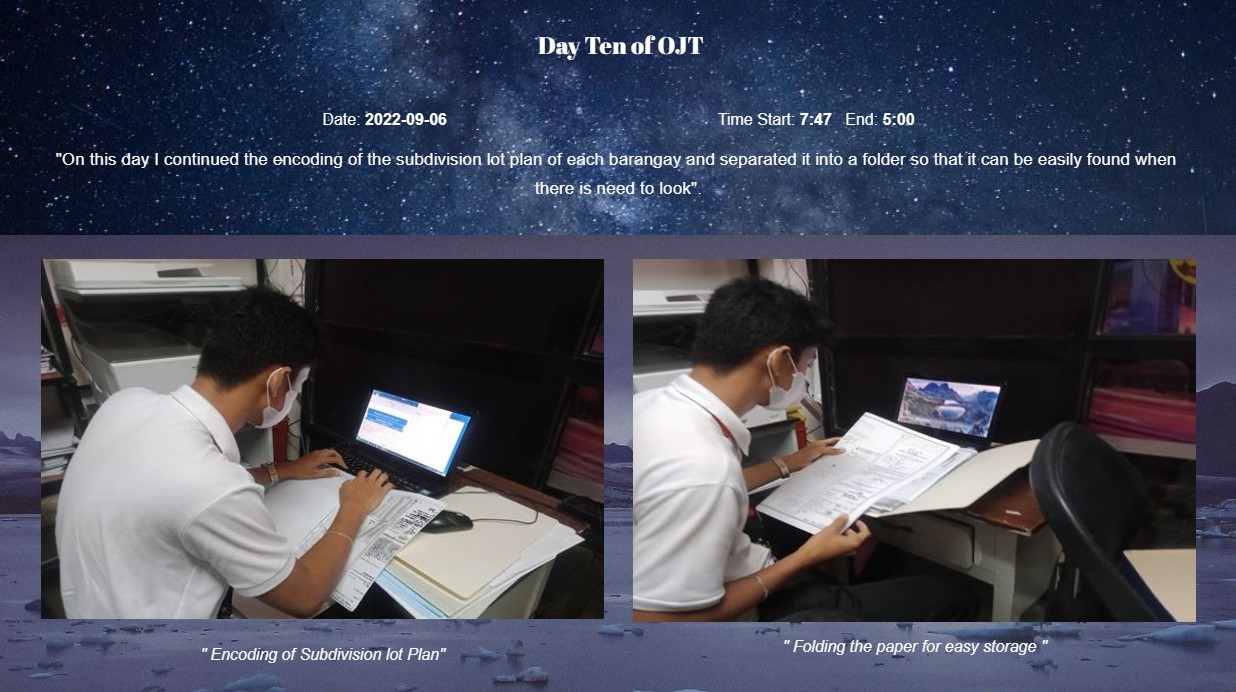 Day Ten of OJT
Date: 2022-09-06
Time Start: 7:47 End: 5:00
"On this day I continued the encoding of the subdivision lot plan of each barangay and separated it into a folder so that it can be easily found when
there is need to look".
" Encoding of Subdivision lot Plan"
" Folding the paper for easy storage "